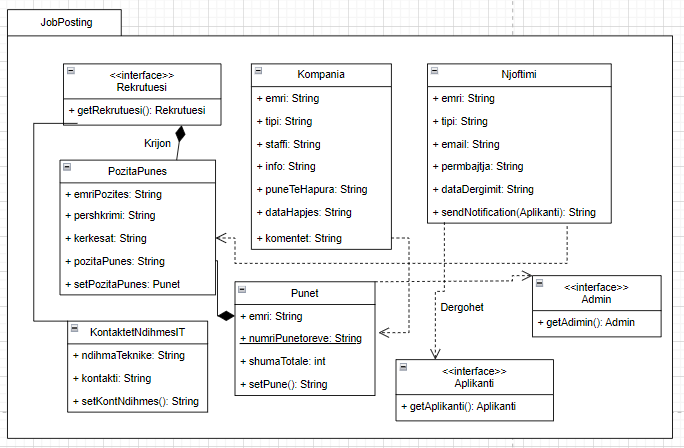 JobPosting
<<interface>>
Rekrutuesi
+ getRekrutuesi(): Rekrutuesi
Krijon
PozitaPunes
+ emriPozites: String
+ pershkrimi: String
+ kerkesat: String
+ pozitaPunes: String
+ setPozitaPunes: Punet
KontaktetNdihmesIT
+ ndihmaTeknike: String
+ kontakti: String
+ setKontNdihmes(): String
Kompania
+ emri: String
+ tipi: String
+ staffi: String
+ info: String
+ puneTeHapura: String
+ dataHapjes: String
+ komentet: String
Punet
+ emri: String
+ numriPunetoreve: String
+ shumaTotale: int
+ setPune(): String
Njoftimi
+ emri: String
+ tipi: String
+ email: String
+ permbajtja: String
+ dataDergimit: String
+ sendNotification(Aplikanti): String
Dergohet
<<interface>>
Admin
+ getAdimin(): Admin
<<interface>>
Aplikanti
+ getAplikanti(): Aplikanti